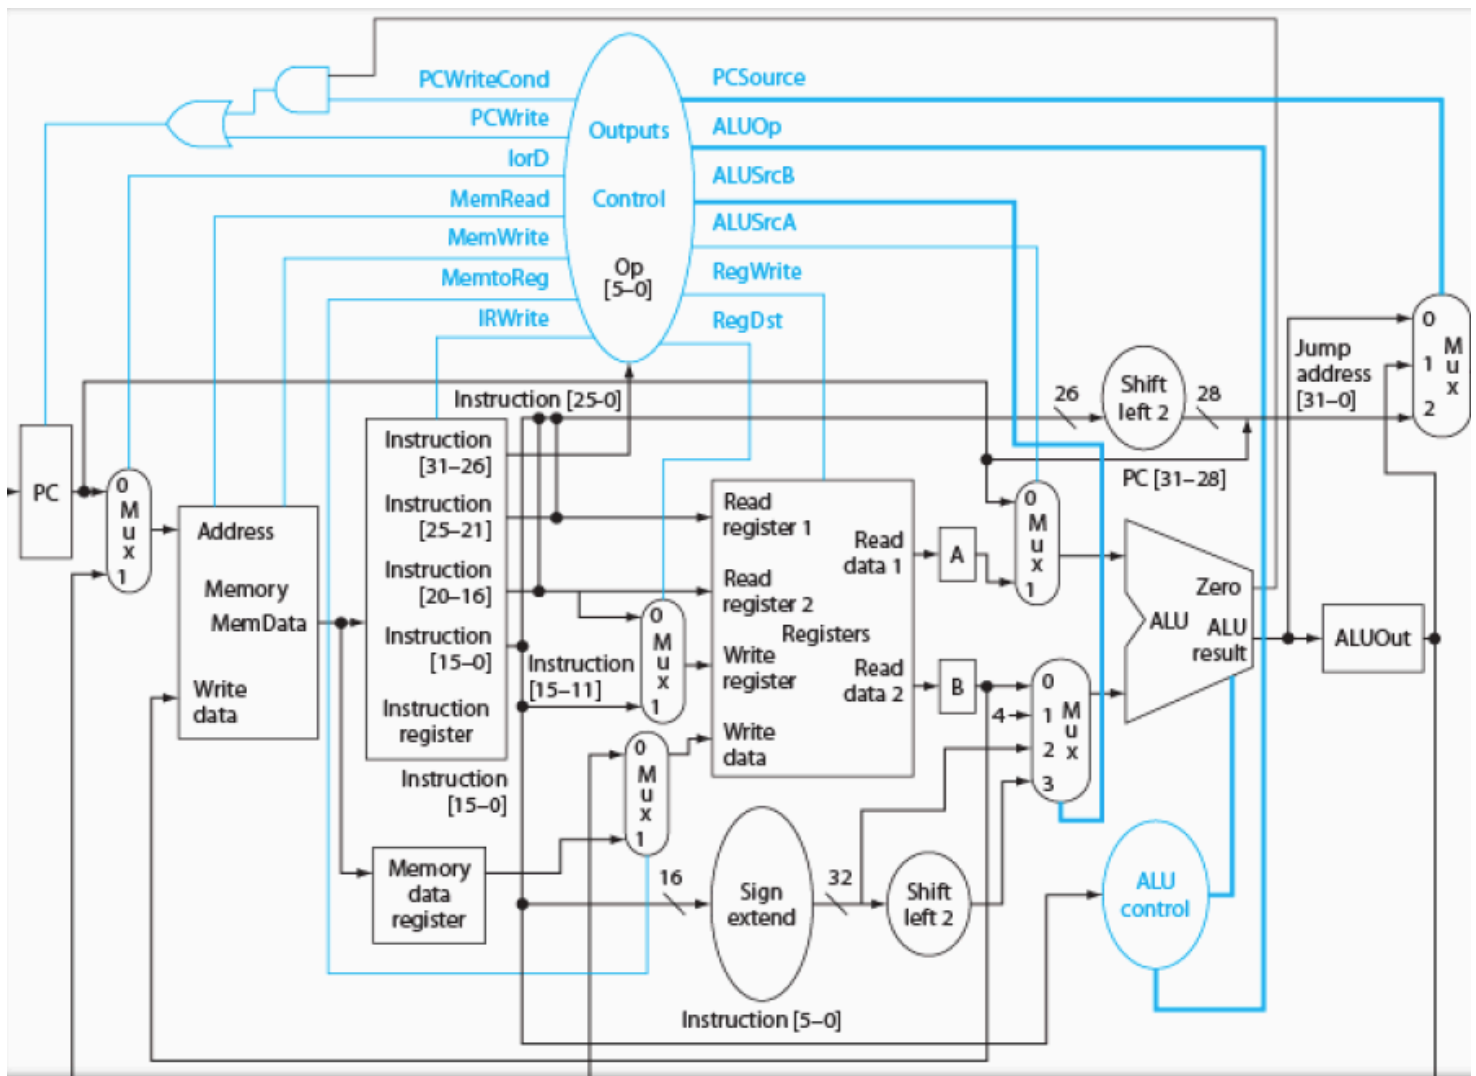 PCWriteCond
PCWrite
IorD
MemRead
MemWrite
MemtoReg
IRWrite
Outputs
Control
Op
[5–0]
PCSource
ALUOp
ALUSrcB
ALUSrcA
RegWrite
RegDst
PC
0
M
u
x
1
Address
Memory
MemData
Write
data
Instruction [25-0]
Instruction
[31–26]
Instruction
[25–21]
Instruction
[20–16]
Instruction
[15–0]
Instruction
register
Instruction
[15–0]
Memory
data
register
Instruction
[15–11]
0
M
u
x
1
0
M
u
x
1
Read
register 1
Read
register 2
Registers
Write
register
Write
data
Read
data 1
Read
data 2
A
B
16
Sign
extend
32
Shift
left 2
Instruction [5–0]
0
M
u
x
1
4
0
1
2
3
M
u
x
26
Shift
left 2
28
PC [31–28]
Jump
address
[31–0]
0
1
2
M
u
x
Zero
ALU
ALU
result
ALUOut
ALU
control